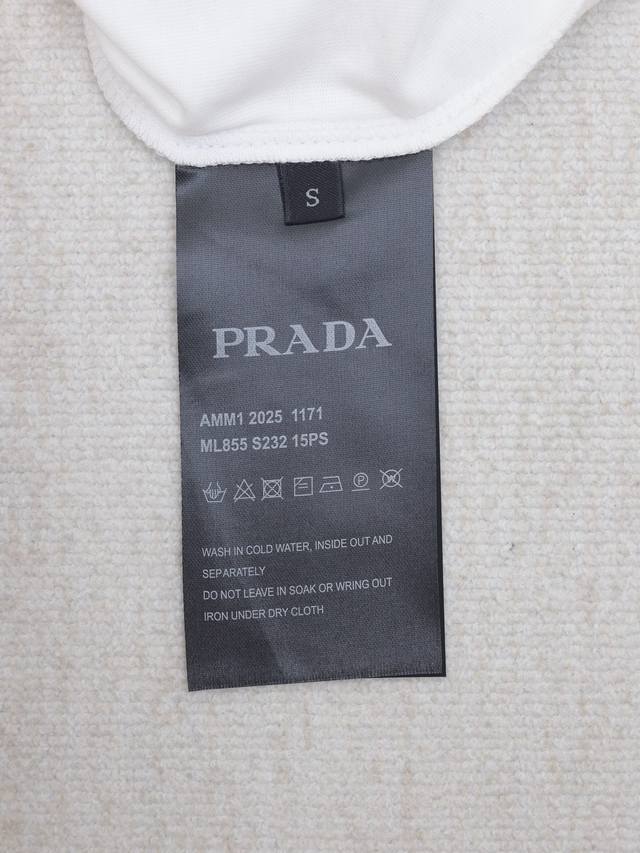 S
PRADA
AMM1 2025 1171
ML855 S232 15PS
P W
WASH IN COLD WATER, INSIDE OUT AND
SEPARATELY
DO NOT LEAVE IN SOAK OR WRING OUT
IRON UNDER DRY CLOTH